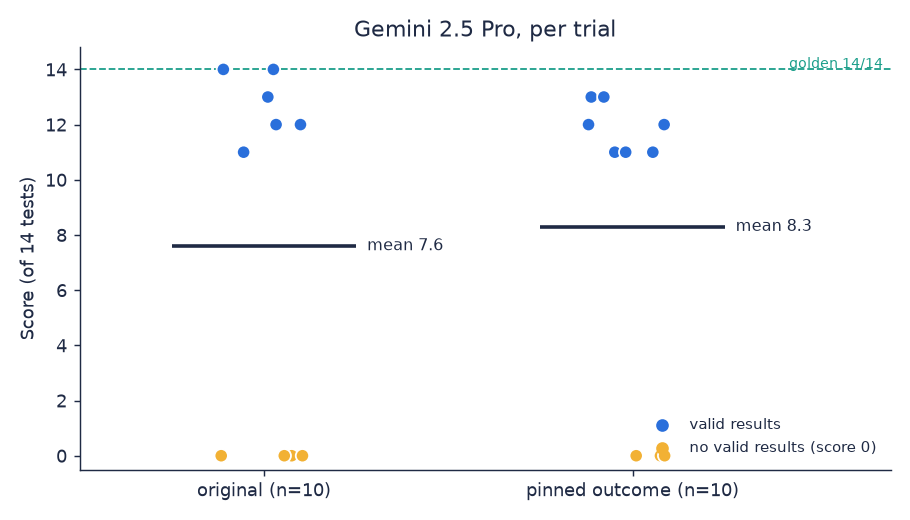 Gemini 2.5 Pro, per trial
golden 14/14
Score (of 14 tests)
14
12
10
8
6
4
2
0
mean 7.6
mean 8.3
valid results
no valid results (score 0)
original (n=10)
pinned outcome (n=10)